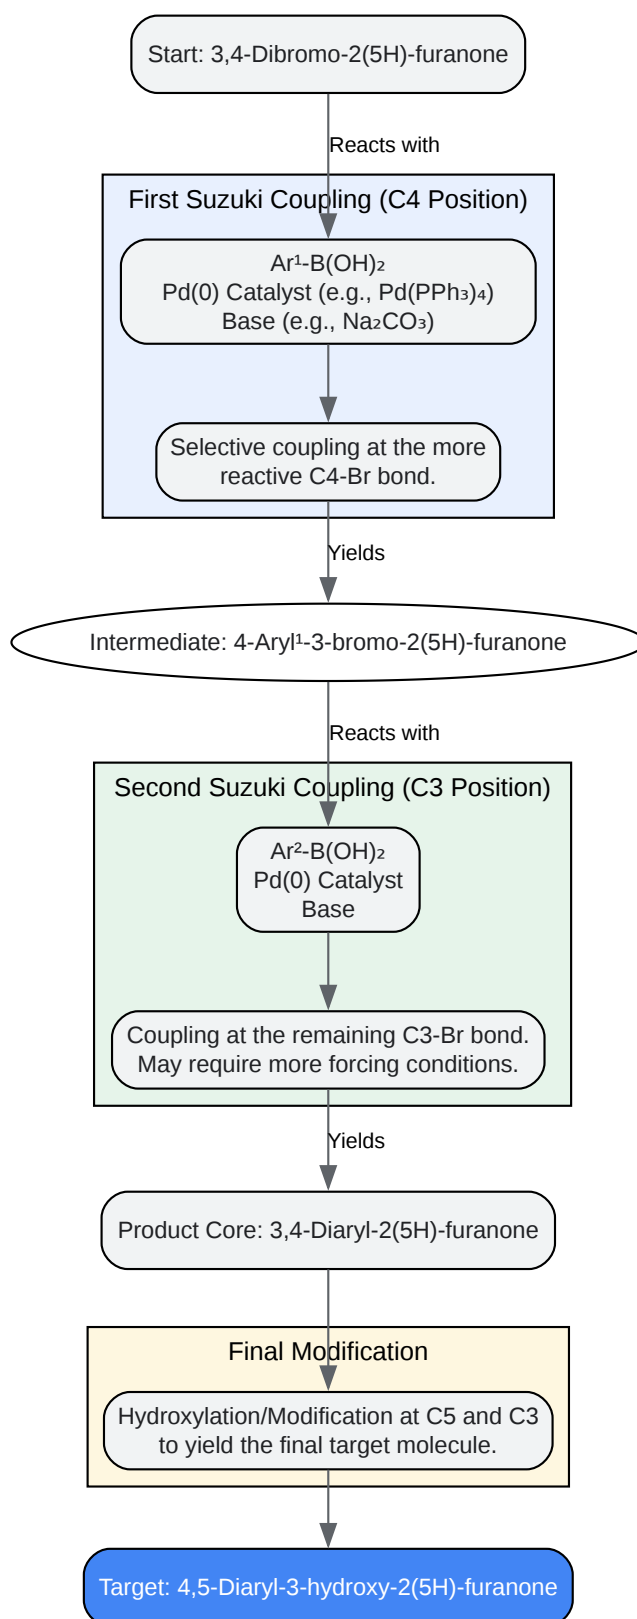 Start: 3,4-Dibromo-2(5H)-furanone
Reacts with
First Suzuki Coupling (C4 Position)
Ar¹-B(OH)₂
Pd(0) Catalyst (e.g., Pd(PPh₃)₄)
Base (e.g., Na₂CO₃)
Selective coupling at the more
reactive C4-Br bond.
Yields
Intermediate: 4-Aryl¹-3-bromo-2(5H)-furanone
Reacts with
Second Suzuki Coupling (C3 Position)
Ar²-B(OH)₂
Pd(0) Catalyst
Base
Coupling at the remaining C3-Br bond.
May require more forcing conditions.
Yields
Product Core: 3,4-Diaryl-2(5H)-furanone
Final Modification
Hydroxylation/Modification at C5 and C3
to yield the final target molecule.
Target: 4,5-Diaryl-3-hydroxy-2(5H)-furanone